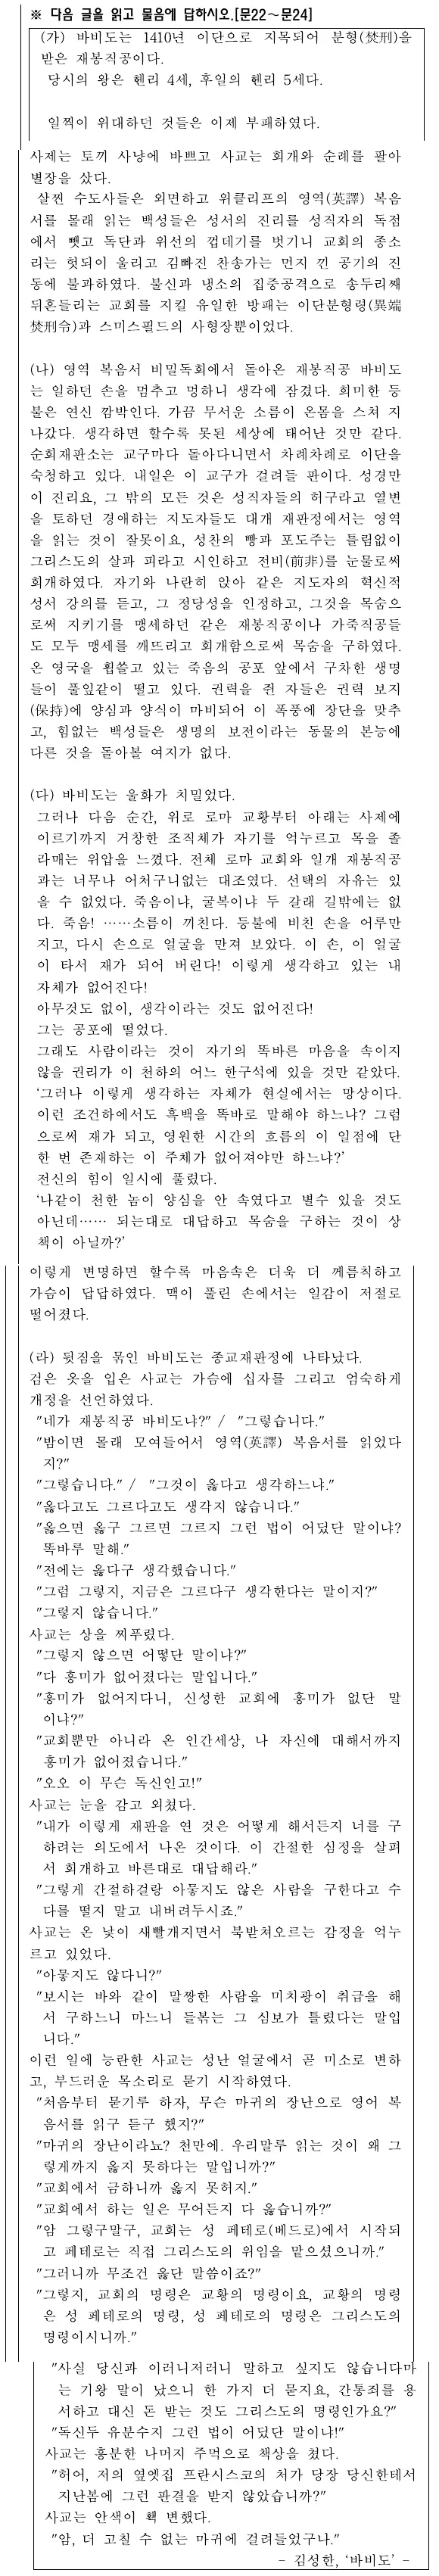 ※ 다음 글을 읽고 물음에 답하시오.[문22～문24]
(가) 바비도는 1410년 이단으로 지목되어 분형(焚刑)을
받은 재봉직공이다.
당시의 왕은 헨리 4세, 후일의 헨리 5세다.
일찍이 위대하던 것들은 이제 부패하였다.
사제는 토끼 사냥에 바쁘고 사교는 회개와 순례를 팔아
별장을 샀다.
살찐 수도사들은 외면하고 위클리프의 영역(英譯) 복음
서를 몰래 읽는 백성들은 성서의 진리를 성직자의 독점
에서 뺏고 독단과 위선의 껍데기를 벗기니 교회의 종소
리는 헛되이 울리고 김빠진 찬송가는 먼지 낀 공기의 진
동에 불과하였다. 불신과 냉소의 집중공격으로 송두리째
뒤흔들리는 교회를 지킬 유일한 방패는 이단분형령(異端
焚刑令)과 스미스필드의 사형장뿐이었다.
(나) 영역 복음서 비밀독회에서 돌아온 재봉직공 바비도
는 일하던 손을 멈추고 멍하니 생각에 잠겼다. 희미한 등
불은 연신 깜박인다. 가끔 무서운 소름이 온몸을 스쳐 지
나갔다. 생각하면 할수록 못된 세상에 태어난 것만 같다.
순회재판소는 교구마다 돌아다니면서 차례차례로 이단을
숙청하고 있다. 내일은 이 교구가 걸려들 판이다. 성경만
이 진리요, 그 밖의 모든 것은 성직자들의 허구라고 열변
을 토하던 경애하는 지도자들도 대개 재판정에서는 영역
을 읽는 것이 잘못이요, 성찬의 빵과 포도주는 틀림없이
그리스도의 살과 피라고 시인하고 전비(前非)를 눈물로써
회개하였다. 자기와 나란히 앉아 같은 지도자의 혁신적
성서 강의를 듣고, 그 정당성을 인정하고, 그것을 목숨으
로써 지키기를 맹세하던 같은 재봉직공이나 가죽직공들
도 모두 맹세를 깨뜨리고 회개함으로써 목숨을 구하였다.
온 영국을 휩쓸고 있는 죽음의 공포 앞에서 구차한 생명
들이 풀잎같이 떨고 있다. 권력을 쥔 자들은 권력 보지
(保持)에 양심과 양식이 마비되어 이 폭풍에 장단을 맞추
고, 힘없는 백성들은 생명의 보전이라는 동물의 본능에
다른 것을 돌아볼 여지가 없다.
(다) 바비도는 울화가 치밀었다.
그러나 다음 순간, 위로 로마 교황부터 아래는 사제에
이르기까지 거창한 조직체가 자기를 억누르고 목을 졸
라매는 위압을 느꼈다. 전체 로마 교회와 일개 재봉직공
과는 너무나 어처구니없는 대조였다. 선택의 자유는 있
을 수 없었다. 죽음이냐, 굴복이냐 두 갈래 길밖에는 없
다. 죽음! ……소름이 끼친다. 등불에 비친 손을 어루만
지고, 다시 손으로 얼굴을 만져 보았다. 이 손, 이 얼굴
이 타서 재가 되어 버린다! 이렇게 생각하고 있는 내
자체가 없어진다!
아무것도 없이, 생각이라는 것도 없어진다!
그는 공포에 떨었다.
그래도 사람이라는 것이 자기의 똑바른 마음을 속이지
않을 권리가 이 천하의 어느 한구석에 있을 것만 같았다.
‘그러나 이렇게 생각하는 자체가 현실에서는 망상이다.
이런 조건하에서도 흑백을 똑바로 말해야 하느냐? 그럼
으로써 재가 되고, 영원한 시간의 흐름의 이 일점에 단
한 번 존재하는 이 주체가 없어져야만 하느냐?’
전신의 힘이 일시에 풀렸다.
‘나같이 천한 놈이 양심을 안 속였다고 별수 있을 것도
아닌데…… 되는대로 대답하고 목숨을 구하는 것이 상
책이 아닐까?’
이렇게 변명하면 할수록 마음속은 더욱 더 께름칙하고
가슴이 답답하였다. 맥이 풀린 손에서는 일감이 저절로
떨어졌다.
(라) 뒷짐을 묶인 바비도는 종교재판정에 나타났다.
검은 옷을 입은 사교는 가슴에 십자를 그리고 엄숙하게
개정을 선언하였다.
"네가 재봉직공 바비도냐?" / "그렇습니다."
"밤이면 몰래 모여들어서 영역(英譯) 복음서를 읽었다
지?"
"그렇습니다." / "그것이 옳다고 생각하느냐."
"옳다고도 그르다고도 생각지 않습니다."
"옳으면 옳구 그르면 그르지 그런 법이 어딨단 말이냐?
똑바루 말해."
"전에는 옳다구 생각했습니다."
"그럼 그렇지, 지금은 그르다구 생각한다는 말이지?"
"그렇지 않습니다."
사교는 상을 찌푸렸다.
"그렇지 않으면 어떻단 말이냐?"
"다 흥미가 없어졌다는 말입니다."
"흥미가 없어지다니, 신성한 교회에 흥미가 없단 말
이냐?"
"교회뿐만 아니라 온 인간세상, 나 자신에 대해서까지
흥미가 없어졌습니다."
"오오 이 무슨 독신인고!"
사교는 눈을 감고 외쳤다.
"내가 이렇게 재판을 연 것은 어떻게 해서든지 너를 구
하려는 의도에서 나온 것이다. 이 간절한 심정을 살펴
서 회개하고 바른대로 대답해라."
"그렇게 간절하걸랑 아뭏지도 않은 사람을 구한다고 수
다를 떨지 말고 내버려두시죠."
사교는 온 낯이 새빨개지면서 북받쳐오르는 감정을 억누
르고 있었다.
"아뭏지도 않다니?"
"보시는 바와 같이 말짱한 사람을 미치광이 취급을 해
서 구하느니 마느니 들볶는 그 심보가 틀렸다는 말입
니다."
이런 일에 능란한 사교는 성난 얼굴에서 곧 미소로 변하
고, 부드러운 목소리로 묻기 시작하였다.
"처음부터 묻기루 하자, 무슨 마귀의 장난으로 영어 복
음서를 읽구 듣구 했지?"
"마귀의 장난이라뇨? 천만에. 우리말루 읽는 것이 왜 그
렇게까지 옳지 못하다는 말입니까?"
"교회에서 금하니까 옳지 못허지."
"교회에서 하는 일은 무어든지 다 옳습니까?"
"암 그렇구말구, 교회는 성 페테로(베드로)에서 시작되
고 페테로는 직접 그리스도의 위임을 맡으셨으니까."
"그러니까 무조건 옳단 말씀이죠?"
"그렇지, 교회의 명령은 교황의 명령이요, 교황의 명령
은 성 페테로의 명령, 성 페테로의 명령은 그리스도의
명령이시니까."
"사실 당신과 이러니저러니 말하고 싶지도 않습니다마
는 기왕 말이 났으니 한 가지 더 묻지요, 간통죄를 용
서하고 대신 돈 받는 것도 그리스도의 명령인가요?"
"독신두 유분수지 그런 법이 어딨단 말이냐!"
사교는 흥분한 나머지 주먹으로 책상을 쳤다.
"허어, 저의 옆엣집 프란시스코의 처가 당장 당신한테서
지난봄에 그런 판결을 받지 않았습니까?"
사교는 안색이 홱 변했다.
"암, 더 고칠 수 없는 마귀에 걸려들었구나."
– 김성한, ‘바비도’ –